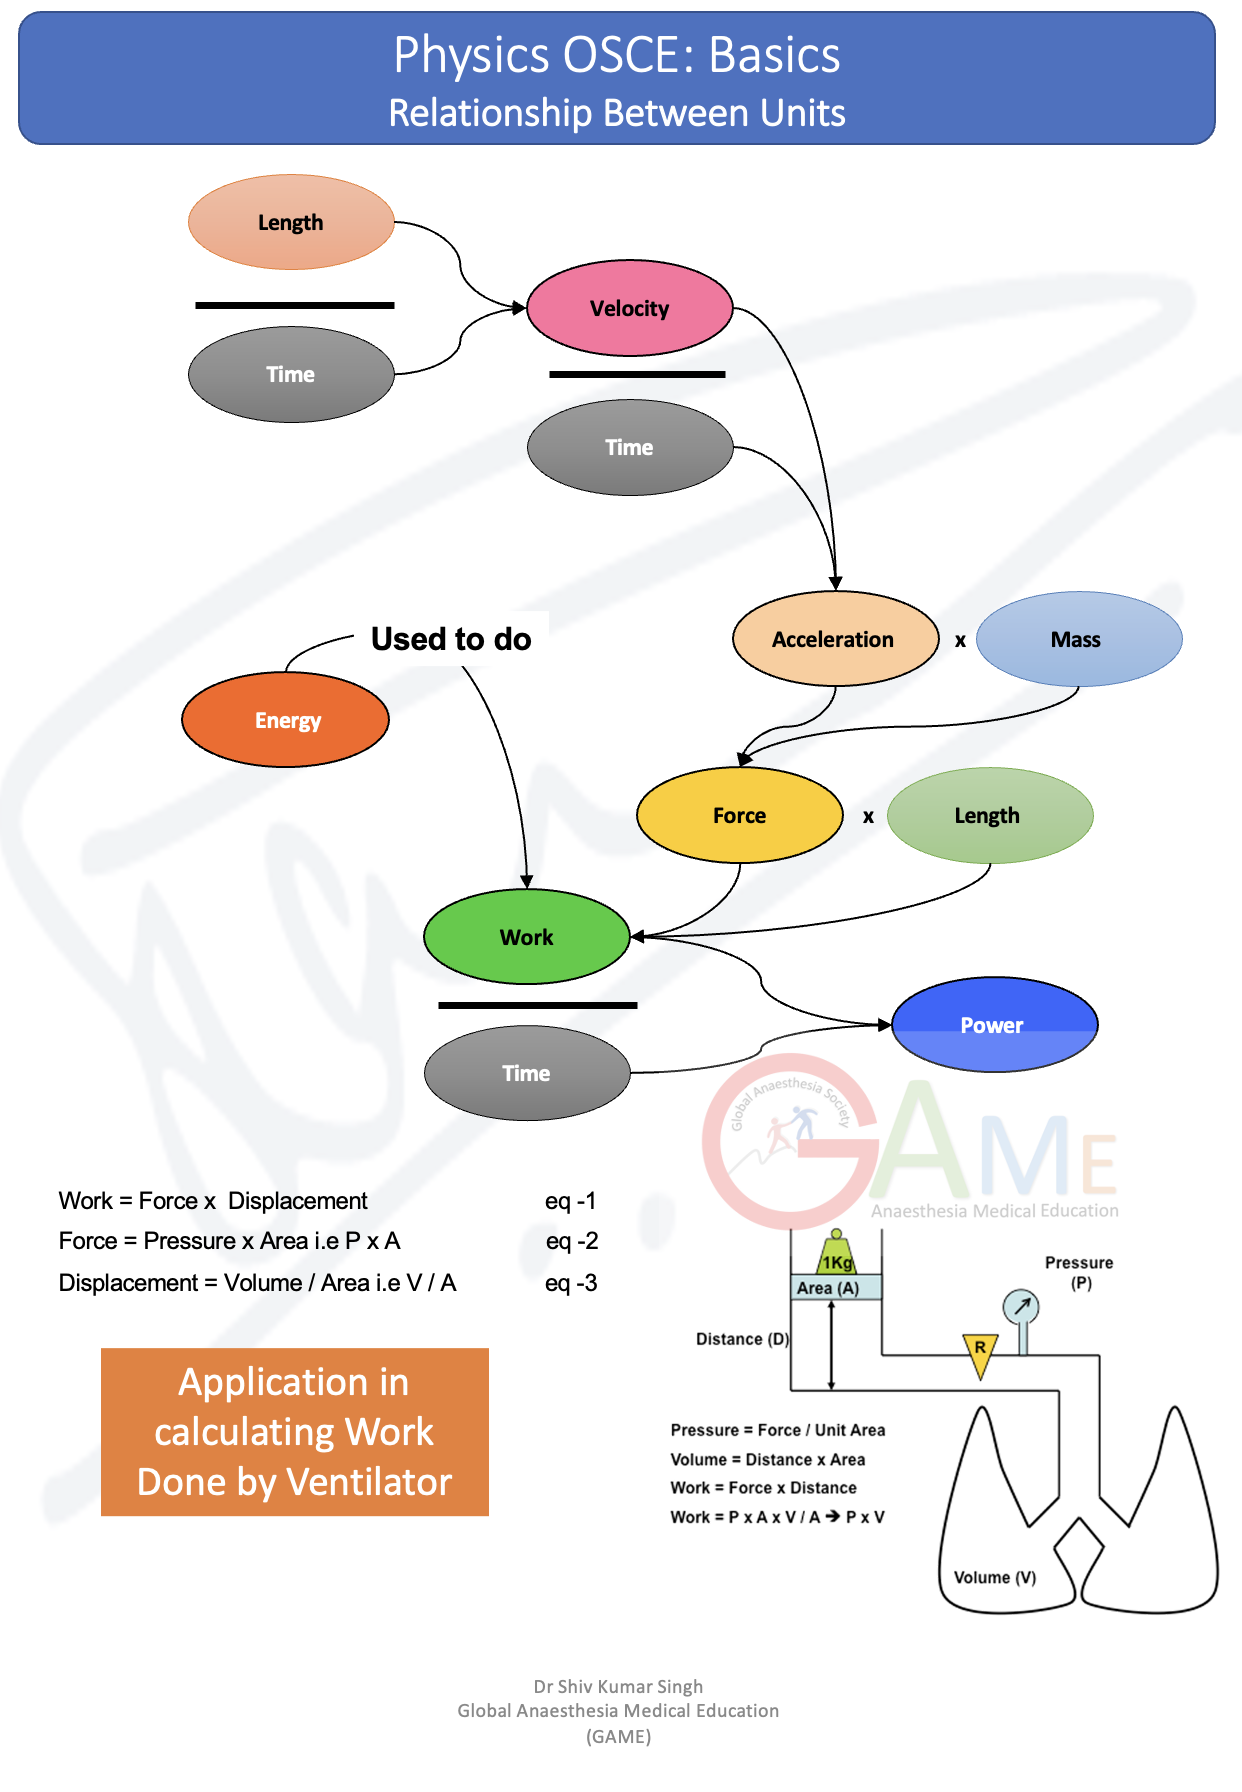 Physics OSCE: Basics
Relationship Between Units
Length
Time
Velocity
Time
Acceleration x Mass
Used to do
Energy
Force x Length
Work
Time
Power
Global Anaesthesia Society
GAME
Anaesthesia Medical Education
Work = Force x Displacement eq -1
Force = Pressure x Area i.e P x A eq -2
Displacement = Volume / Area i.e V / A eq -3
1Kg
Area (A)
Pressure
(P)
Distance (D)
R
Application in
calculating Work
Done by Ventilator
Pressure = Force / Unit Area
Volume = Distance x Area
Work = Force x Distance
Work = P x A x V / A ➔ P x V
Volume (V)
Dr Shiv Kumar Singh
Global Anaesthesia Medical Education
(GAME)